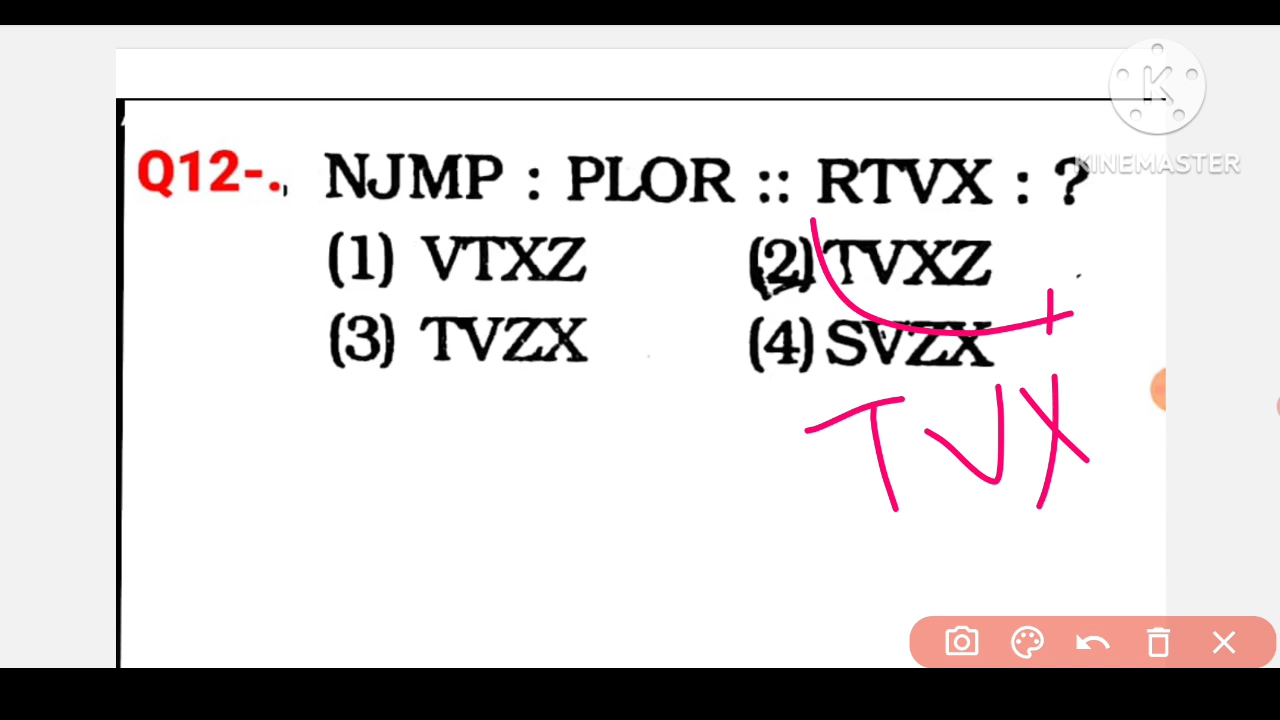 KINEMASTER
Q12-. NJMP : PLOR :: RTVX : ?
(1) VTXZ (2) TVXZ
(3) TVZX (4) SVZX
TVX